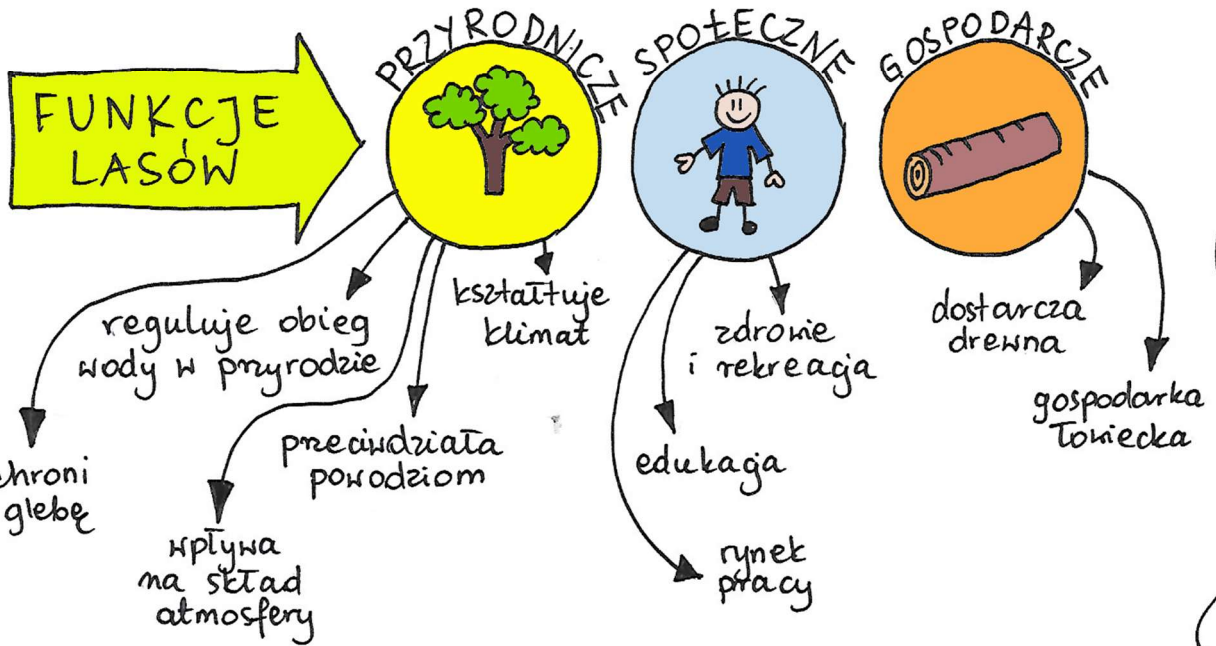 FUNKCJE
LASÓW
PRZYRODNICZE
SPOŁECZNE
GOSPODARCZE
chroni
glebę
reguluje obieg
wody w przyrodzie
wpływa
na skład
atmosfery
przeciwdziała
powodziom
kształtuje
klimat
zdrowie
i rekreacja
edukacja
rynek
pracy
dostarcza
drewna
gospodarka
łowiecka